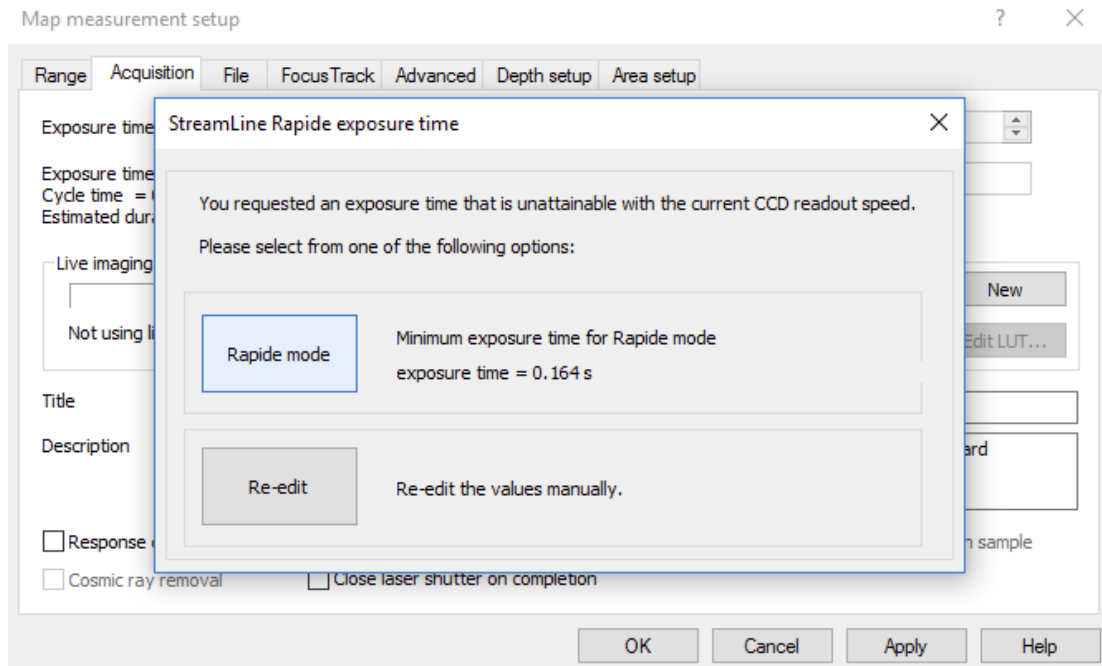 Map measurement setup
?
Range Acquisition File FocusTrack Advanced Depth setup Area setup
StreamLine Rapide exposure time
Exposure time
Exposure time
Cycle time =
Estimated
You requested an exposure time that is unattainable with the current CCD readout speed.
Please select from one of the following options:
Live imaging
New
Not using
Edit LUT...
Rapide mode
Minimum exposure time for Rapide mode
exposure time = 0.164 s
Title
Description
Re-edit
Re-edit the values manually.
Response
sample
Cosmic ray removal
Close laser shutter on completion
OK Cancel Apply Help